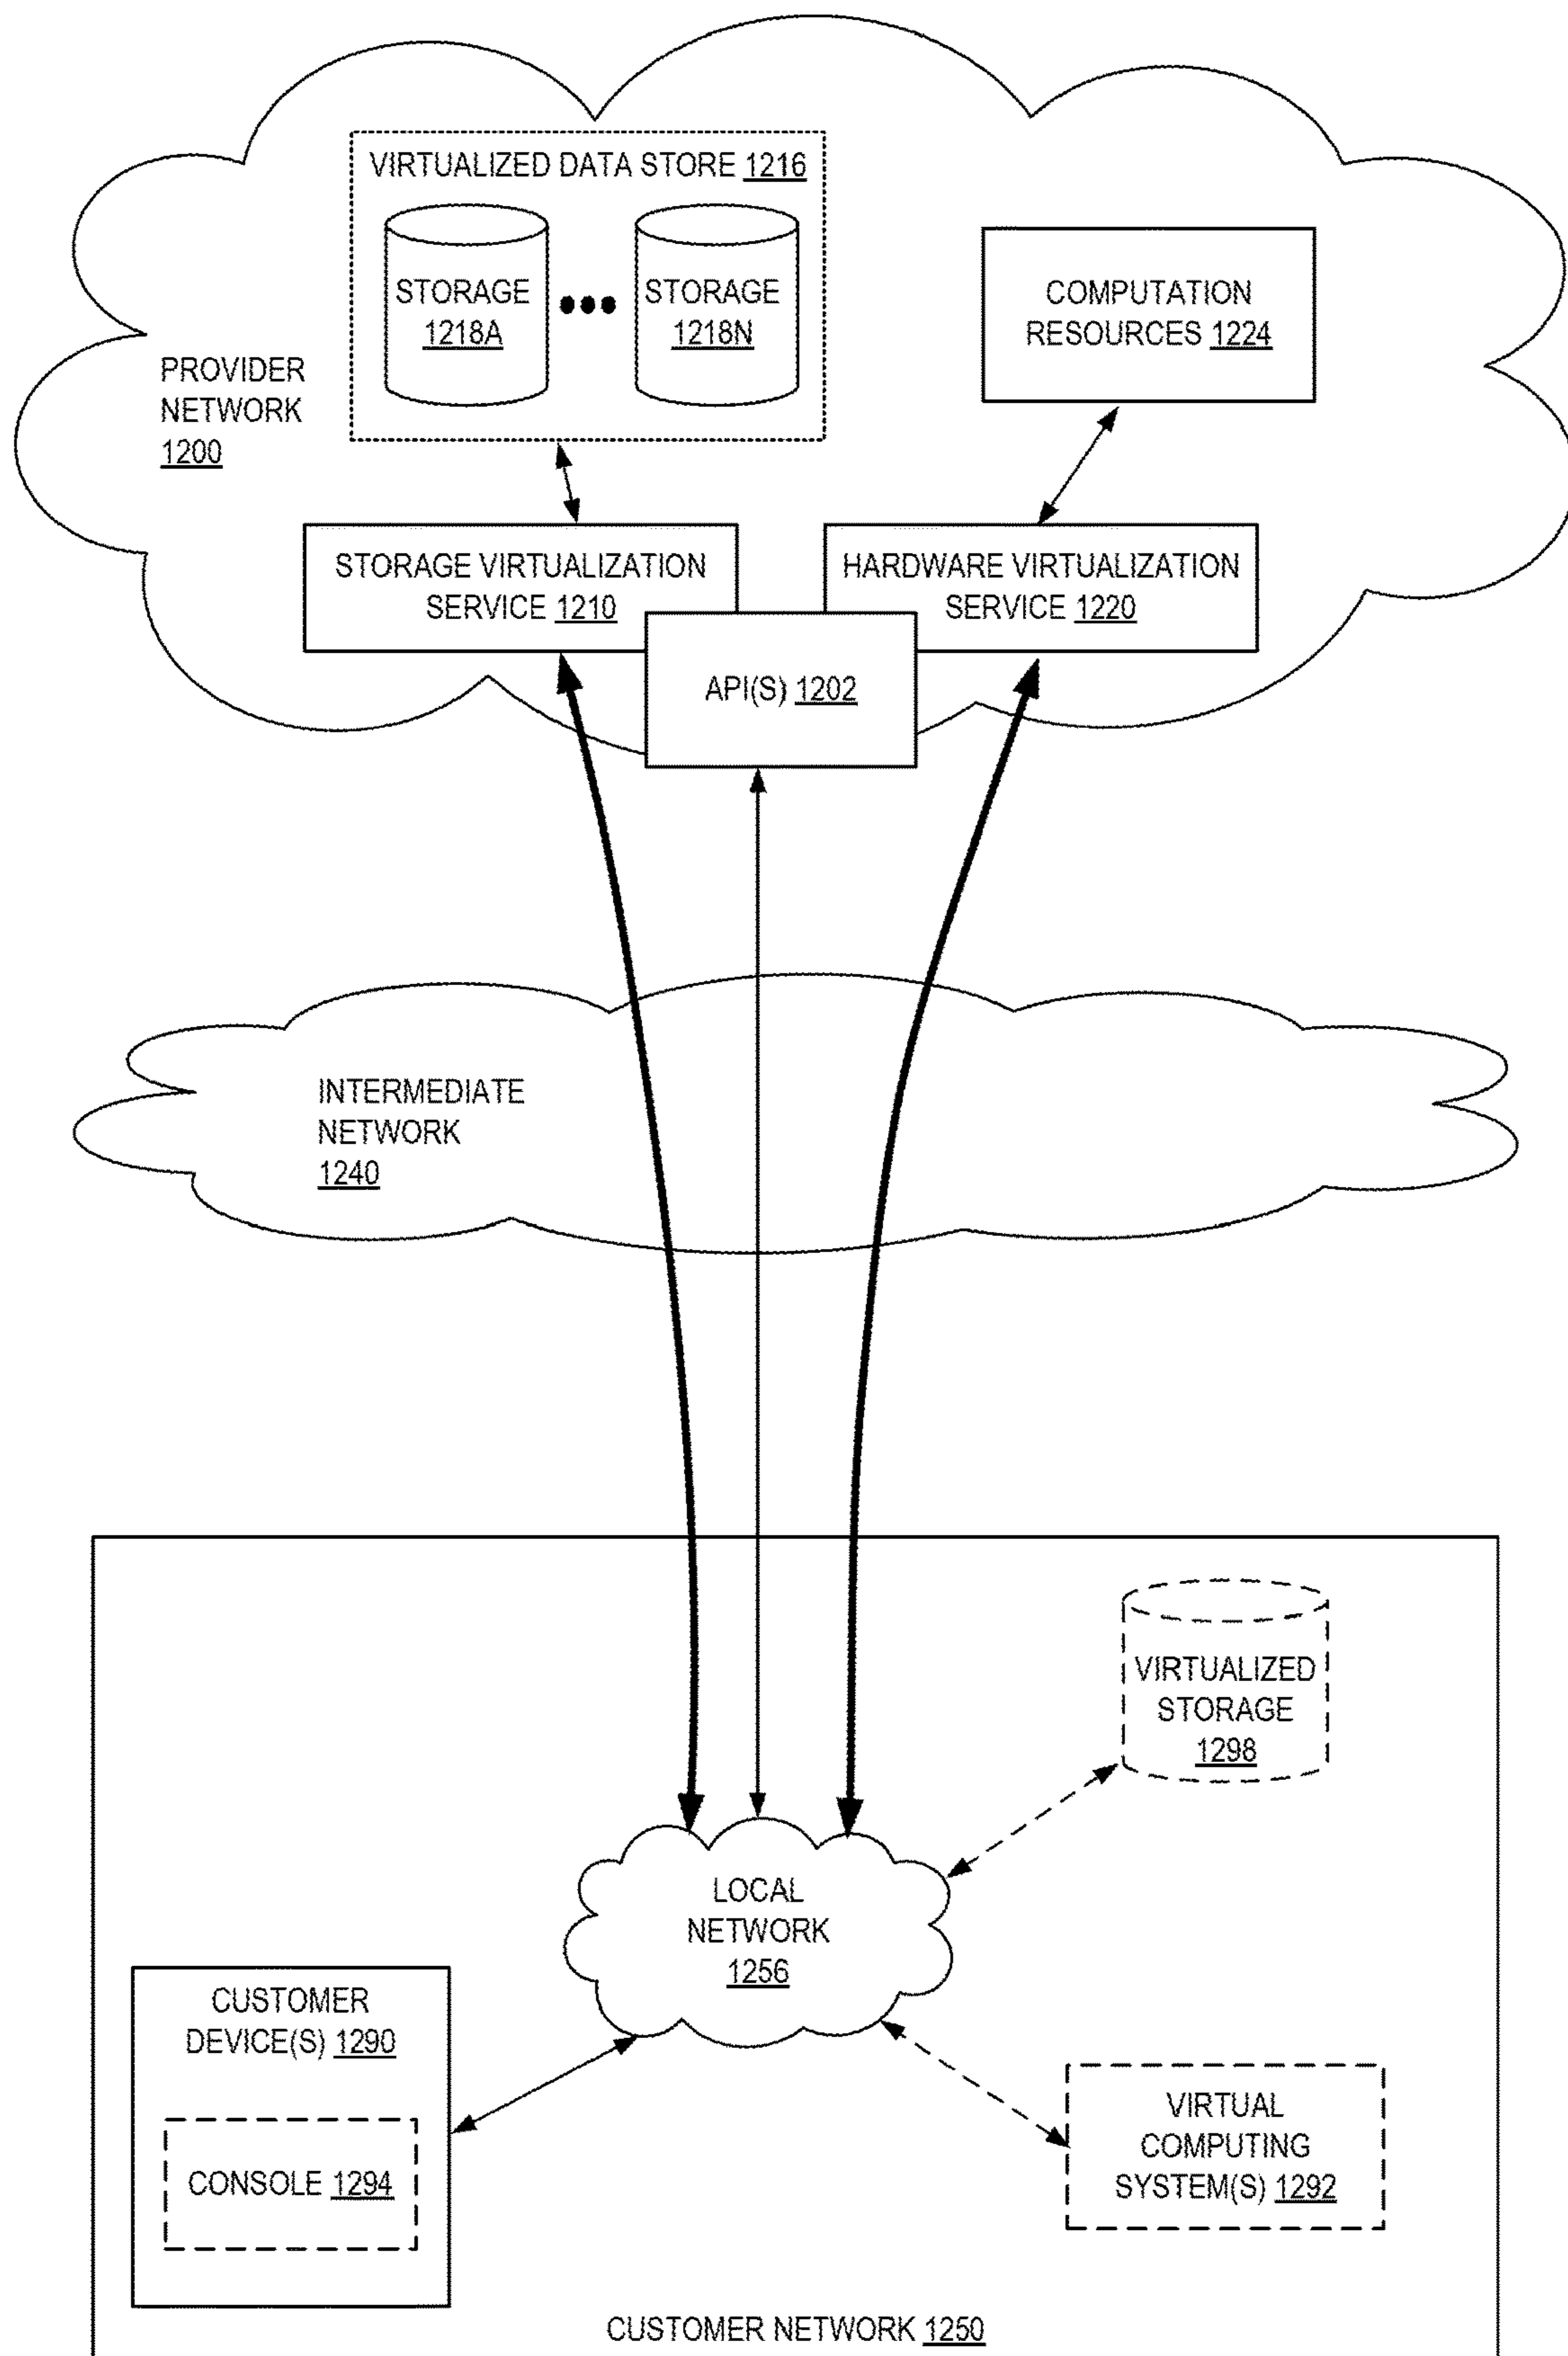 VIRTUALIZED DATA STORE 1216
STORAGE
1218A
STORAGE
1218N
COMPUTATION
RESOURCES 1224
PROVIDER
NETWORK
1200
STORAGE VIRTUALIZATION
SERVICE 1210
HARDWARE VIRTUALIZATION
SERVICE 1220
API(S) 1202
INTERMEDIATE
NETWORK
1240
VIRTUALIZED
STORAGE
1298
LOCAL
NETWORK
1256
CUSTOMER
DEVICE(S) 1290
CONSOLE 1294
VIRTUAL
COMPUTING
SYSTEM(S) 1292
CUSTOMER NETWORK 1250